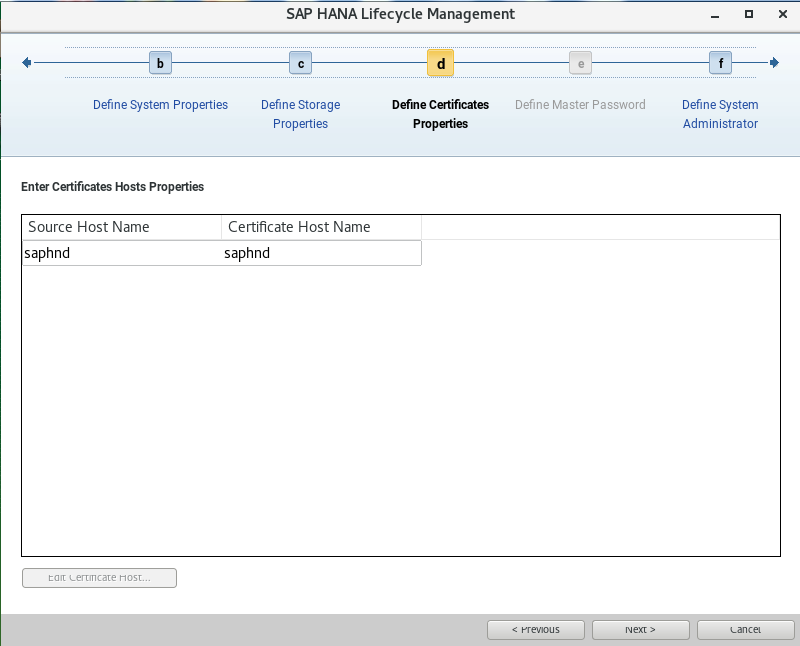 SAP HANA Lifecycle Management
b c d e f
Define System Properties
Define Storage
Properties
Define Certificates
Properties
Define Master Password
Define System
Administrator
Enter Certificates Hosts Properties
Source Host Name Certificate Host Name
saphnd saphnd
Edit Certificate Host...
< Previous Next > Cancel